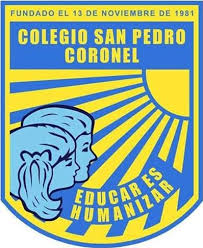 FUNDADO EL 13 DE NOVIEMBRE DE 1981
COLEGIO SAN PEDRO
CORONEL
EDUCAR ES
HUMANIZAR